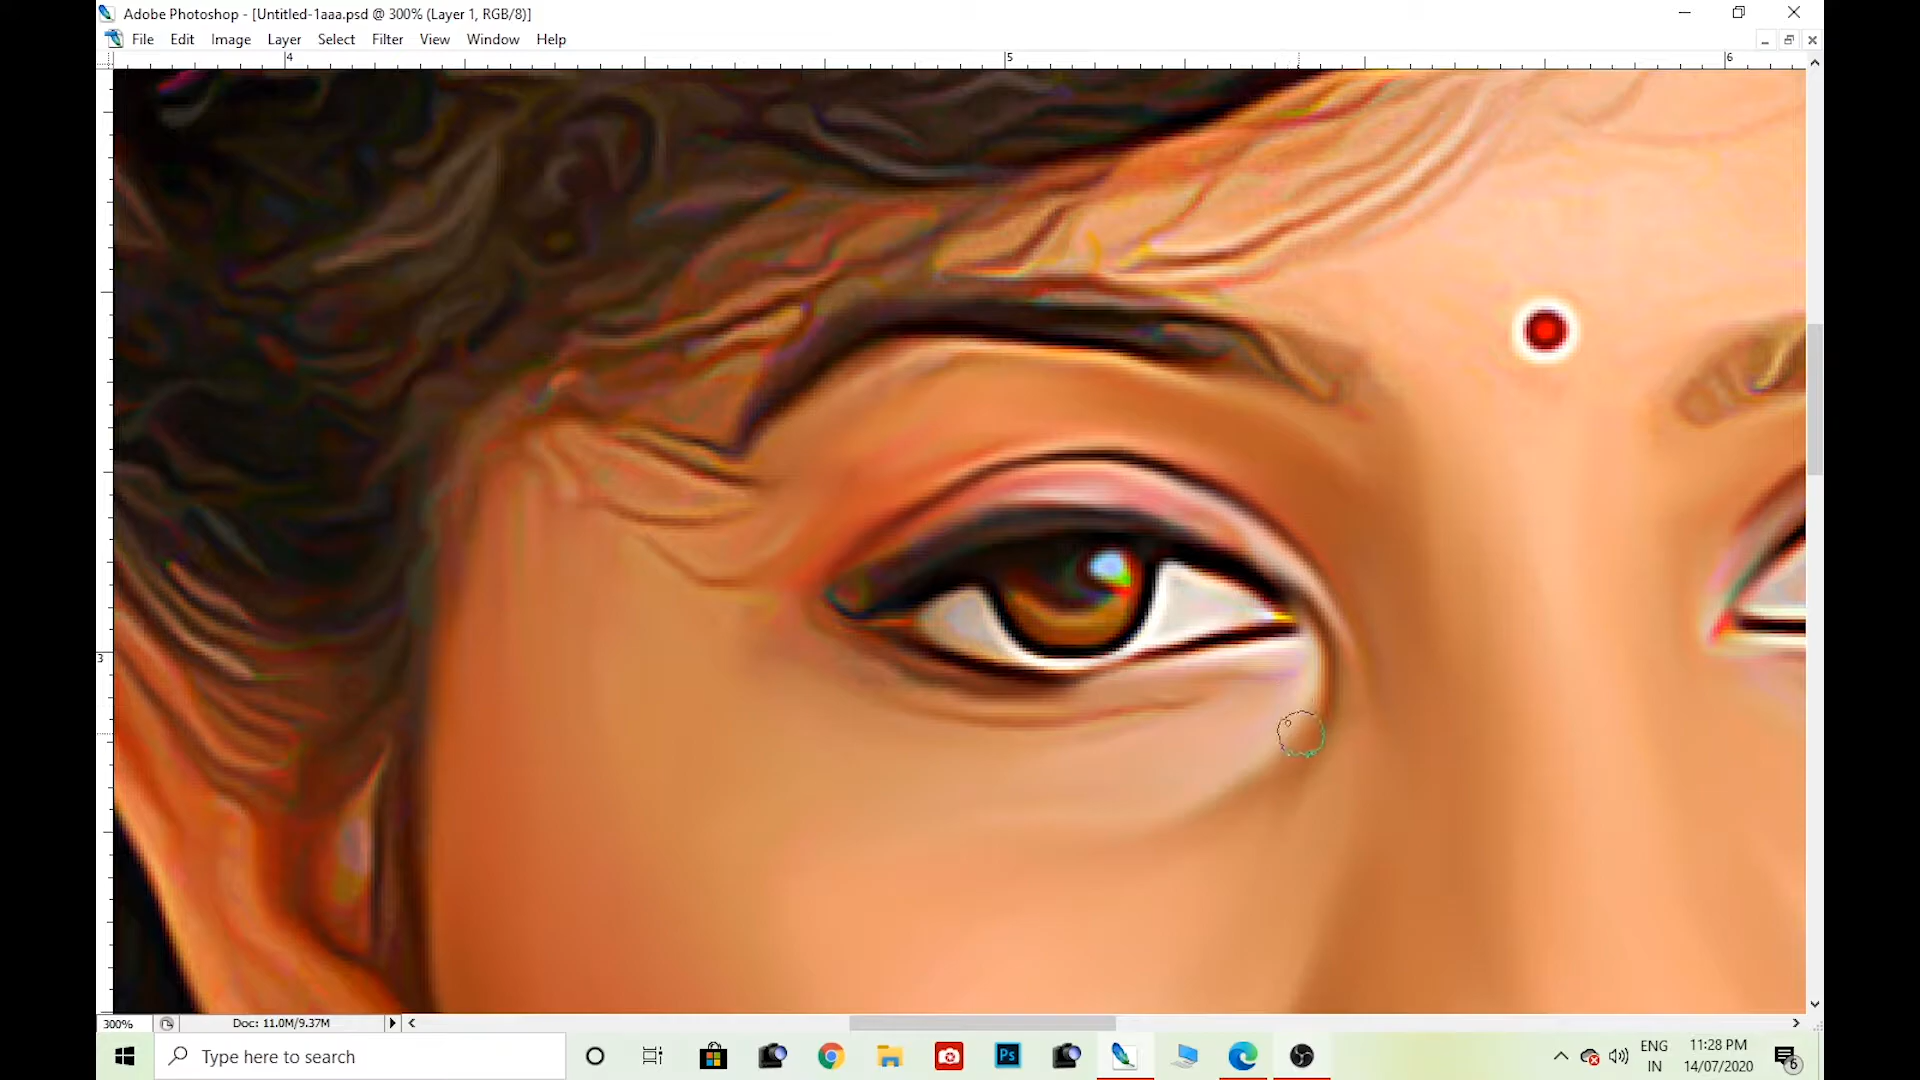 Adobe Photoshop - [Untitled-1aaa.psd @ 300% (Layer 1, RGB/8)]
File Edit Image Layer Select Filter View Window Help
4 5 6
3
300% Doc: 11.0M/9.37M
Type here to search
Ps
ENG 11:28 PM
IN 14/07/2020
6